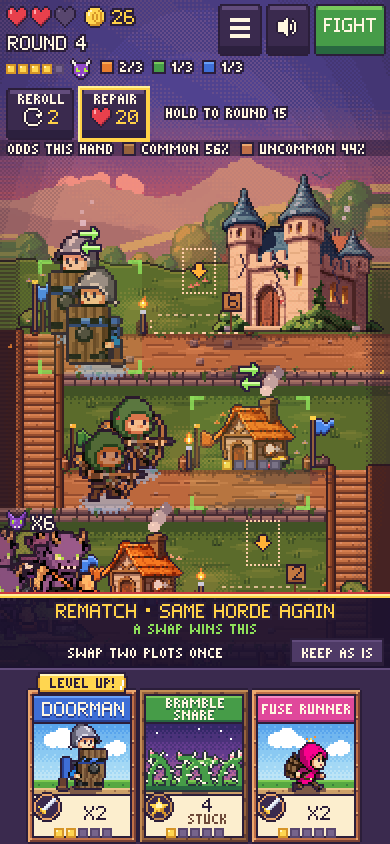 26
FIGHT
ROUND 4
2/3 1/3 1/3
REROLL
2
REPAIR
20
HOLD TO ROUND 15
ODDS THIS HAND COMMON 56% UNCOMMON 44%
6
X6
2
REMATCH • SAME HORDE AGAIN
A SWAP WINS THIS
SWAP TWO PLOTS ONCE
KEEP AS IS
LEVEL UP!
DOORMAN
X2
BRAMBLE
SNARE
4
STUCK
FUSE RUNNER
X2